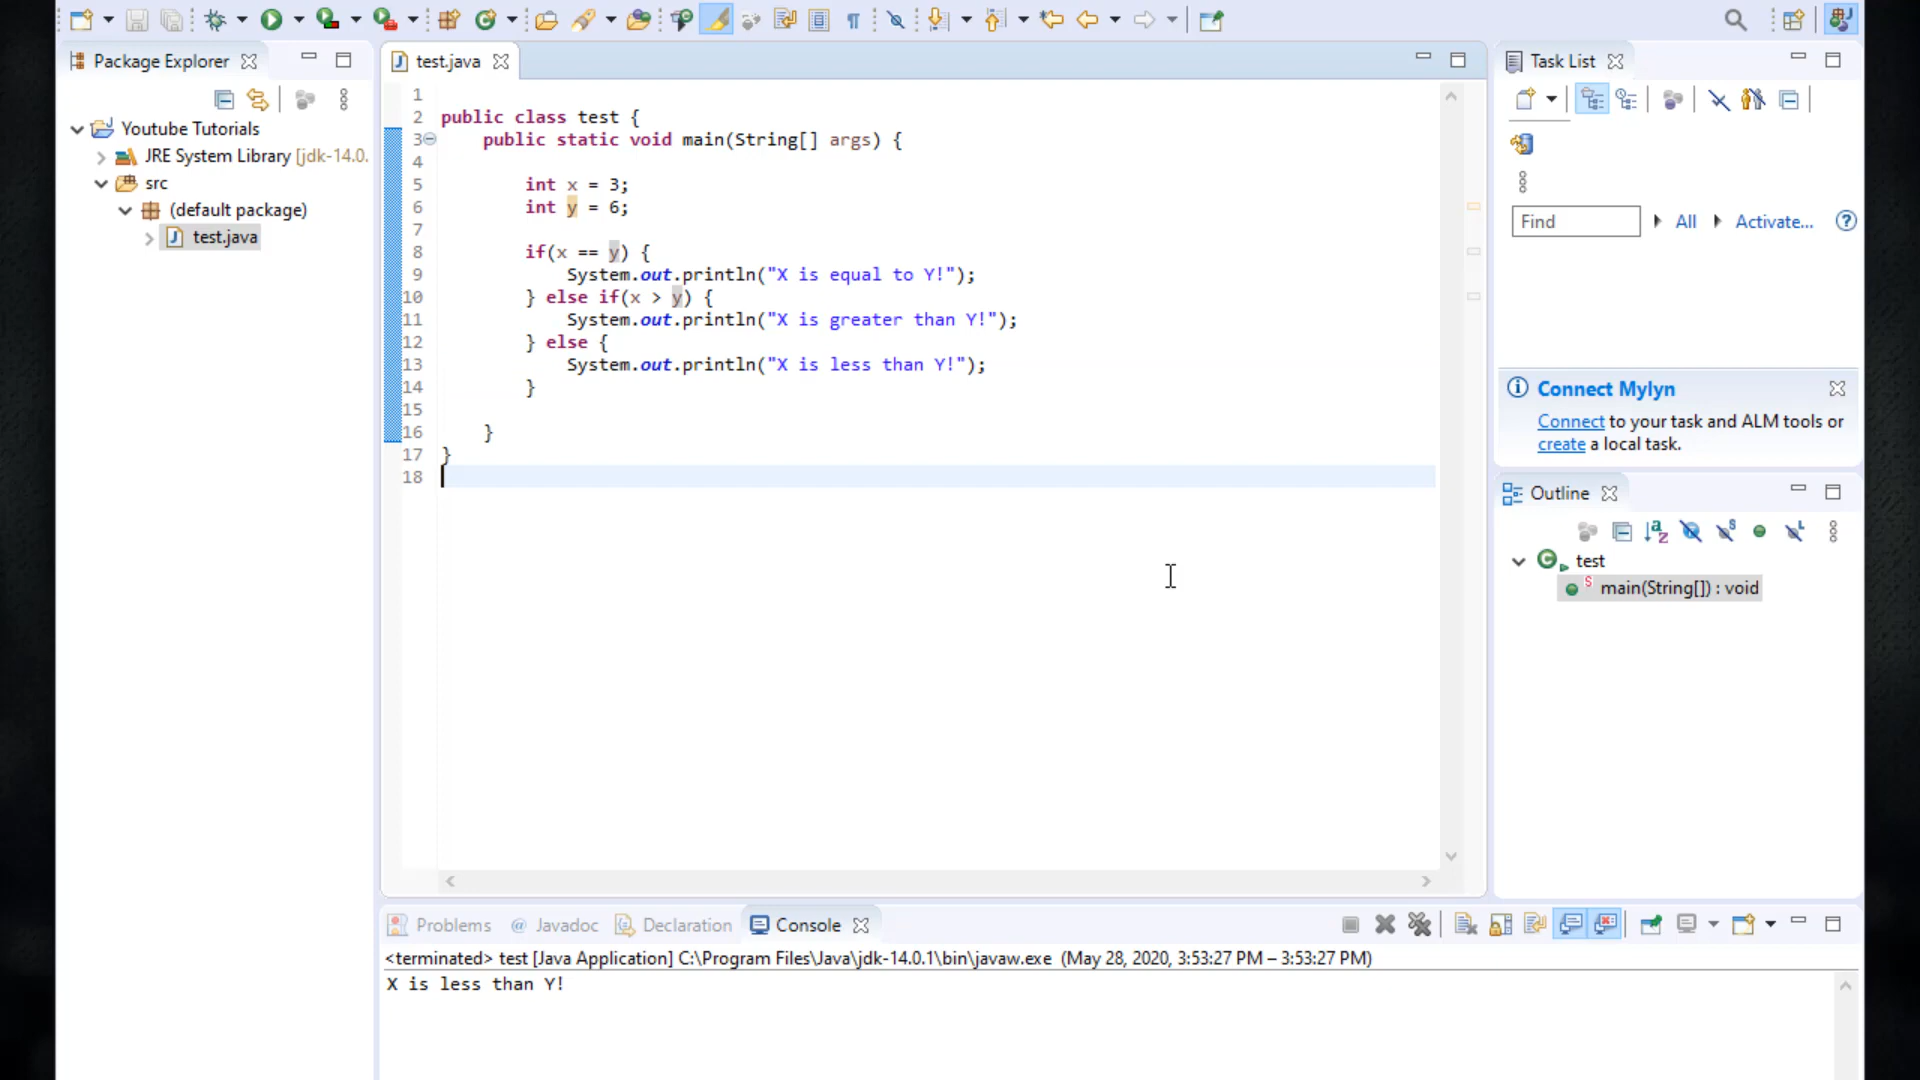 Package Explorer
Youtube Tutorials
JRE System Library [jdk-14.0.
src
(default package)
test.java
test.java
1
2 public class test {
3 public static void main(String[] args) {
4
5 int x = 3;
6 int y = 6;
7
8 if(x == y) {
9 System.out.println("X is equal to Y!");
10 } else if(x > y) {
11 System.out.println("X is greater than Y!");
12 } else {
13 System.out.println("X is less than Y!");
14 }
15
16 }
17 }
18
Task List
Find All Activate...
Connect Mylyn
Connect to your task and ALM tools or
create a local task.
Outline
test
main(String[]) : void
Problems @ Javadoc Declaration Console
<terminated> test [Java Application] C:\Program Files\Java\jdk-14.0.1\bin\javaw.exe (May 28, 2020, 3:53:27 PM – 3:53:27 PM)
X is less than Y!